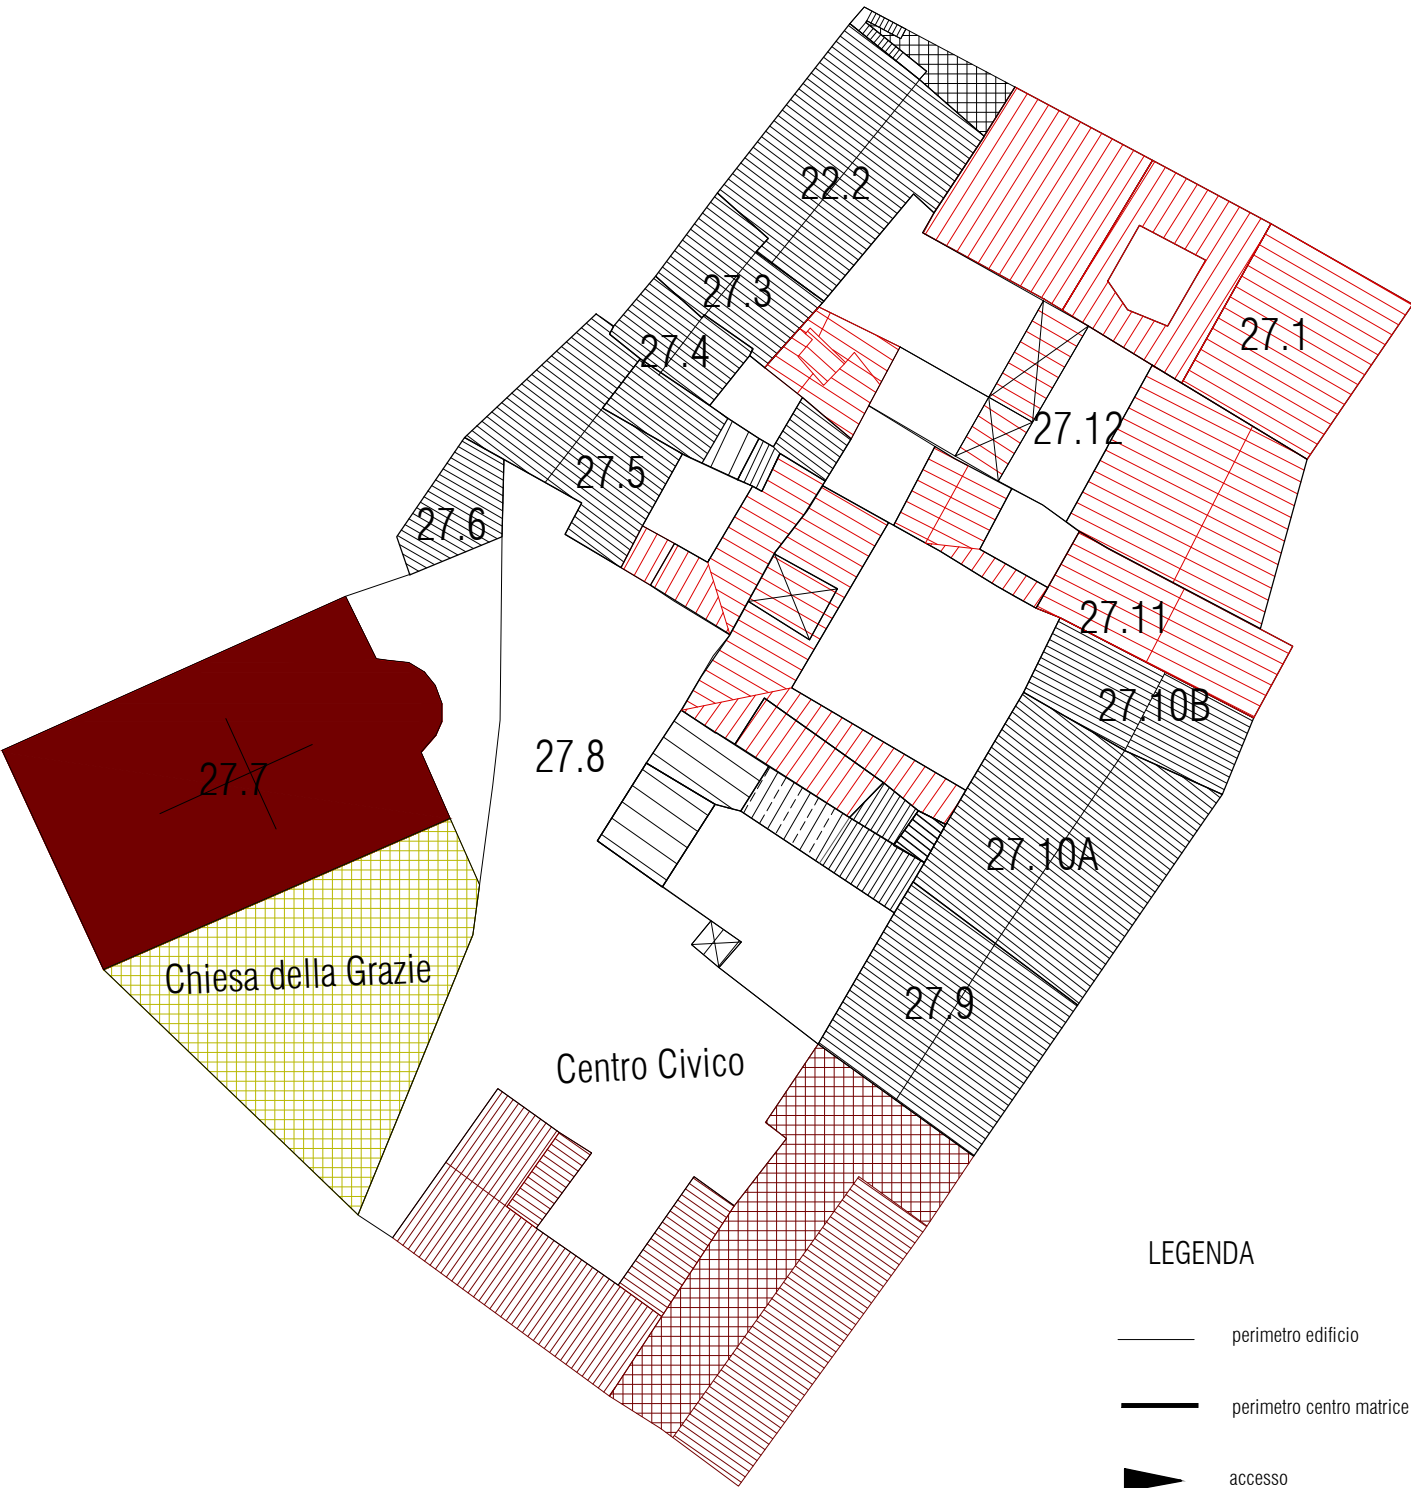 22.2
27.3
27.1
27.4
27.12
27.5
27.6
27.11
27.10B
27.8
27.7
27.10A
Chiesa della Grazie
27.9
Centro Civico
LEGENDA
perimetro edificio
perimetro centro matrice
accesso